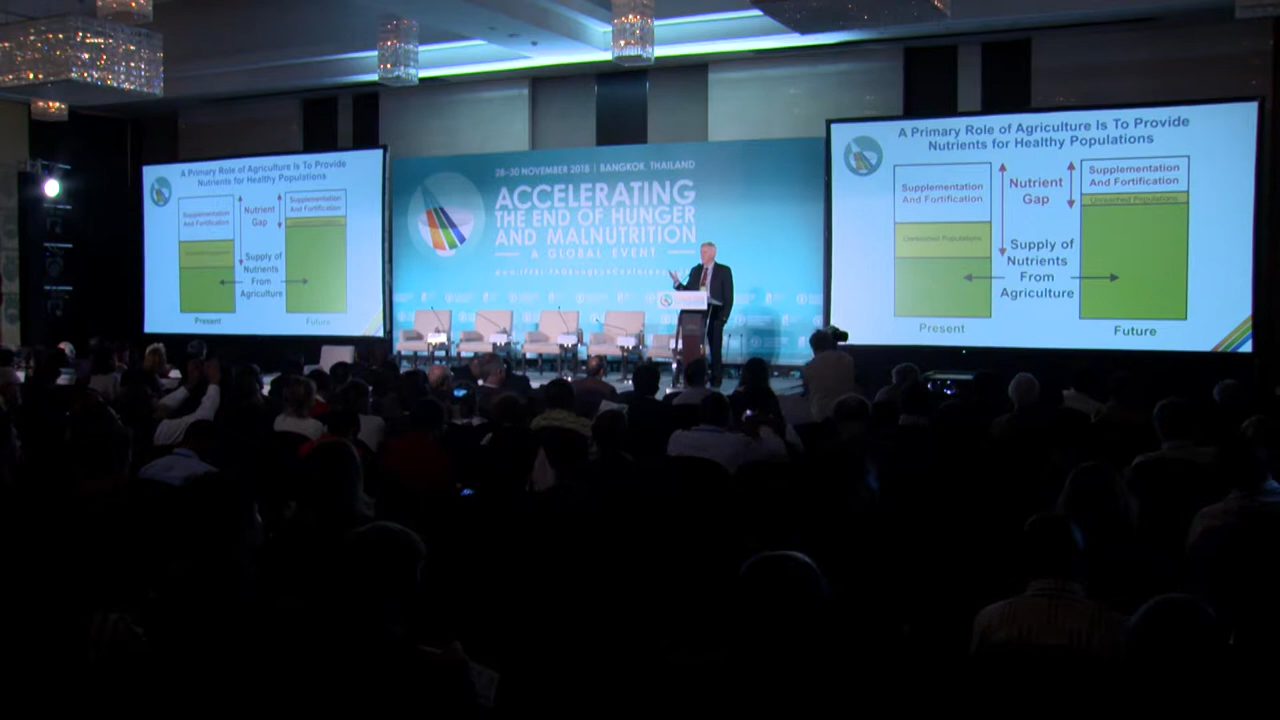 A Primary Role of Agriculture Is To Provide
Nutrients for Healthy Populations
Supplementation
And Fortification
Nutrient
Gap
Supplementation
And Fortification
Supply of
Nutrients
From
Agriculture
Present
Future
28-30 NOVEMBER 2018 | BANGKOK, THAILAND
ACCELERATING
THE END OF HUNGER
AND MALNUTRITION
A GLOBAL EVENT
A Primary Role of Agriculture Is To Provide
Nutrients for Healthy Populations
Supplementation
And Fortification
Nutrient
Gap
Supplementation
And Fortification
Unreached Populations
Unreached Populations
Supply of
Nutrients
From
Agriculture
Present
Future